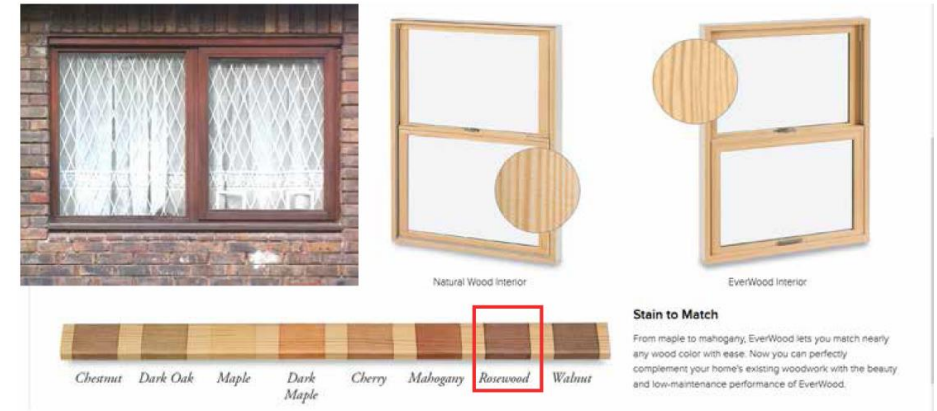 Natural Wood Interior
EverWood Interior
Stain to Match
From maple to mahogany, EverWood lets you match nearly
any wood color with ease. Now you can perfectly
complement your home's existing woodwork with the beauty
and low-maintenance performance of EverWood.
Chestnut Dark Oak Maple Dark Maple Cherry Mahogany Rosewood Walnut